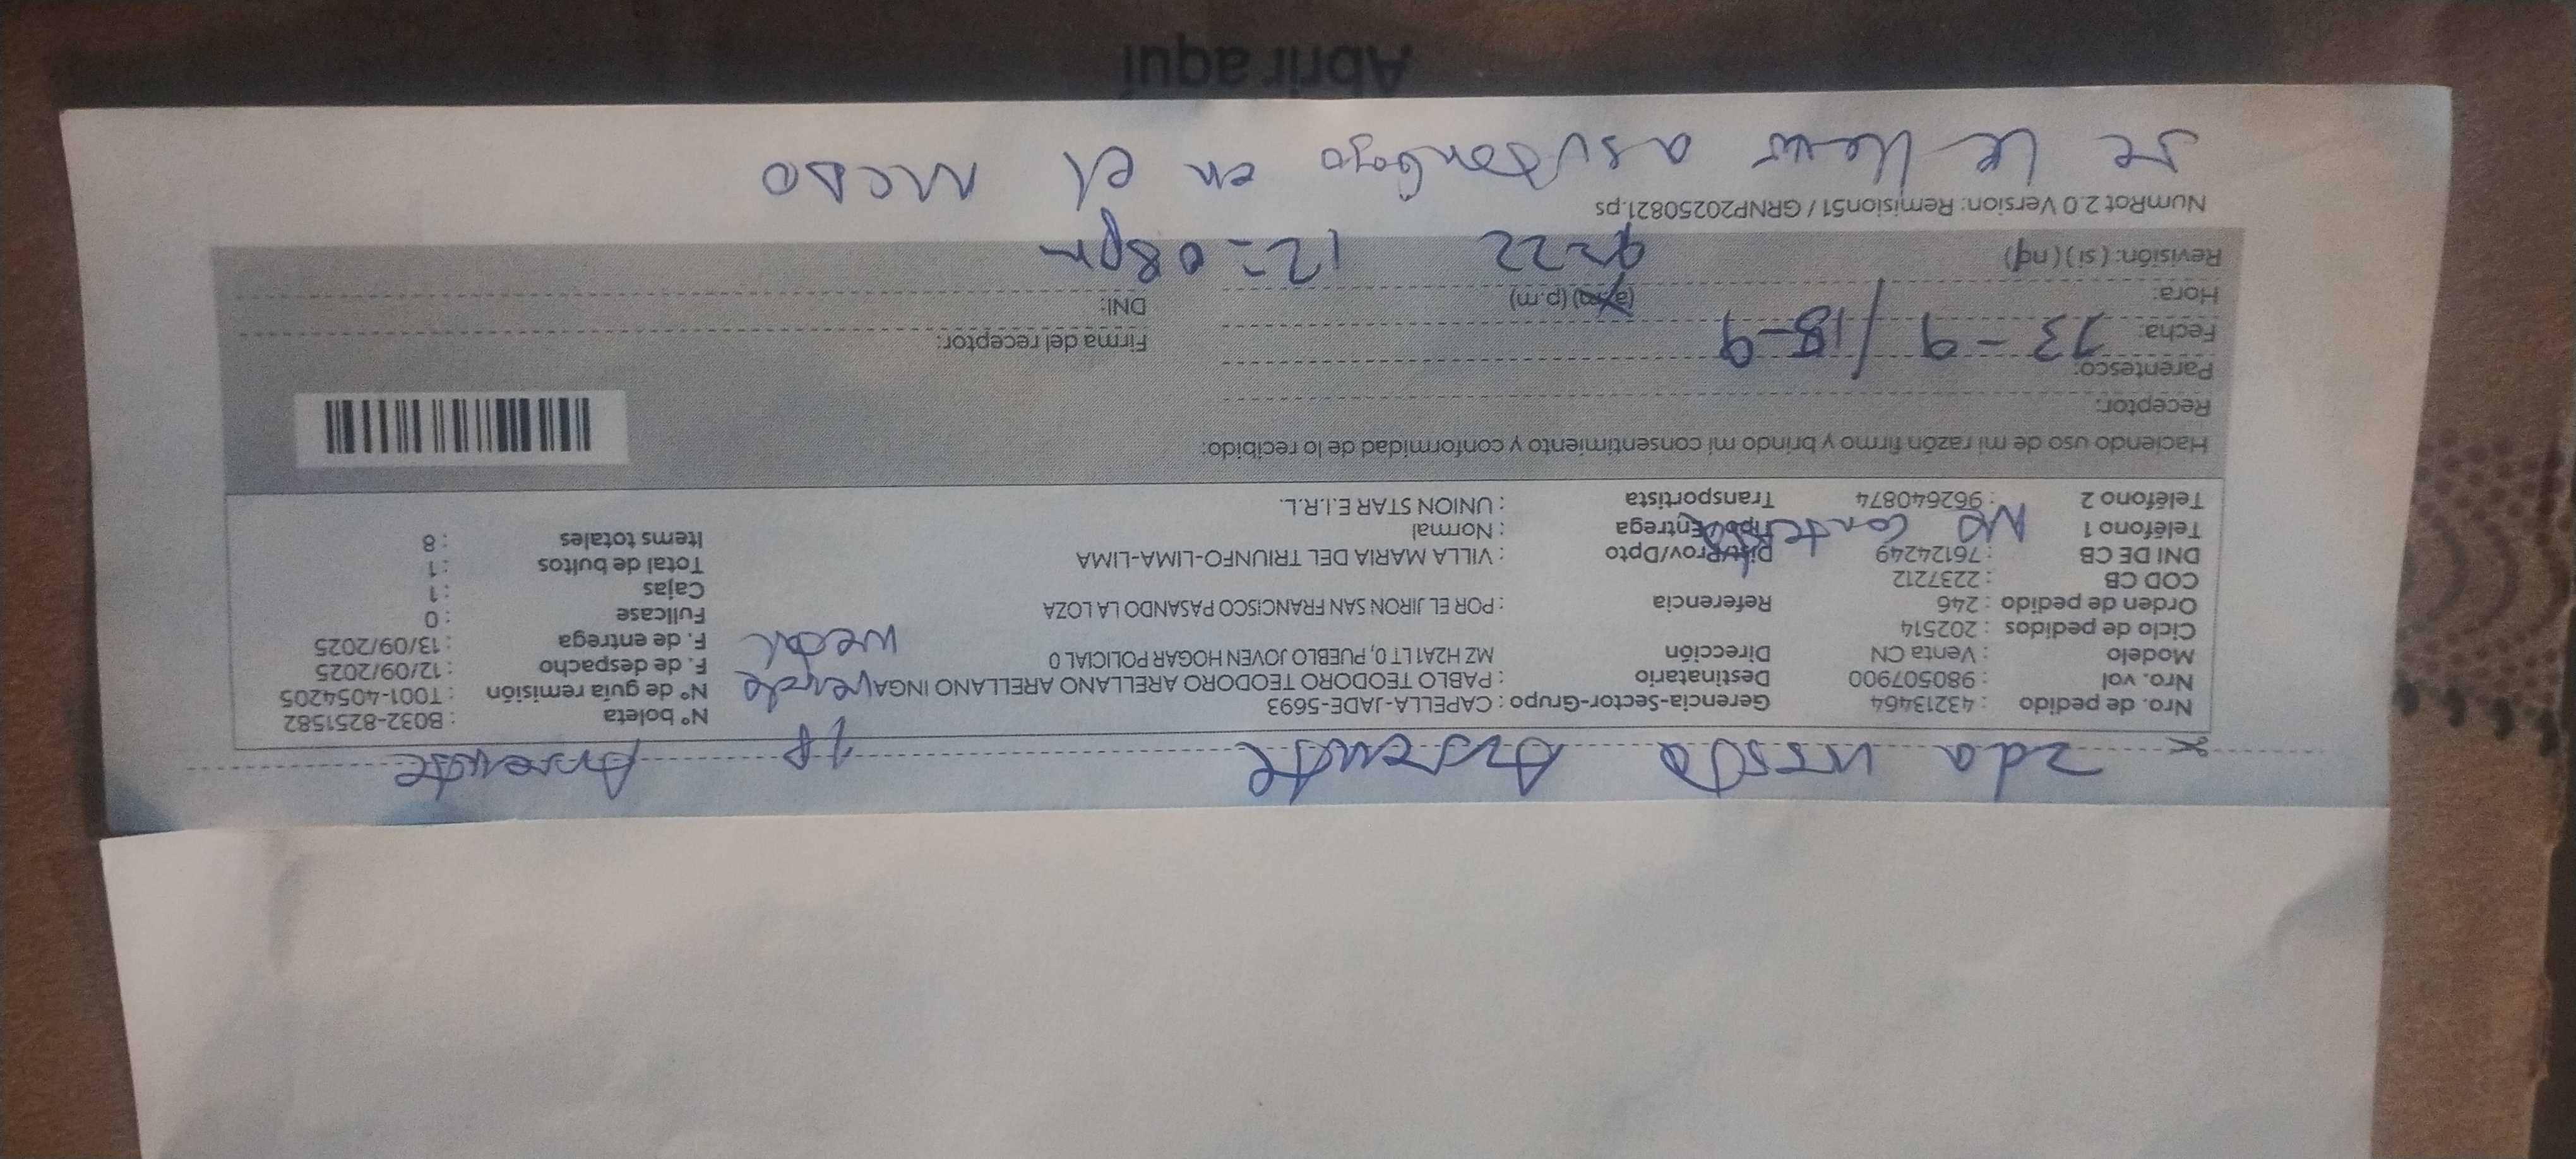 2da visita Ausente 18 Ausente
Nro. de pedido : 43213464 Gerencia-Sector-Grupo : CAPELLA-JADE-5693 N° boleta : B032-8251582
Nro. vol : 980507900 Destinatario : PABLO TEODORO TEODORO ARELLANO ARELLANO INGA N° de guía remisión : T001-4054205
Modelo : Venta CN Dirección MZ H2A1 LT 0, PUEBLO JOVEN HOGAR POLICIAL 0 F. de despacho : 12/09/2025
Ciclo de pedidos : 202514 F. de entrega : 13/09/2025
Orden de pedido : 246 Referencia : POR EL JIRON SAN FRANCISCO PASANDO LA LOZA Fullcase : 0
COD CB : 2237212 Cajas : 1
DNI DE CB : 76124249 Dist/Prov/Dpto : VILLA MARIA DEL TRIUNFO-LIMA-LIMA Total de bultos : 1
Teléfono 1 No contesta Tipo Entrega : Normal Items totales : 8
Teléfono 2 : 962640874 Transportista : UNION STAR E.I.R.L.
Haciendo uso de mi razón firmo y brindo mi consentimiento y conformidad de lo recibido:
Receptor:
Parentesco:
Fecha: 13-9 / 18-9 Firma del receptor:
Hora: (a.m) (p.m) DNI:
Revisión: ( si ) ( no ) 9=22 12=08pm
NumRot 2.0 Version: Remision51 / GRNP20250821.ps
se le en el
Abrir aquí